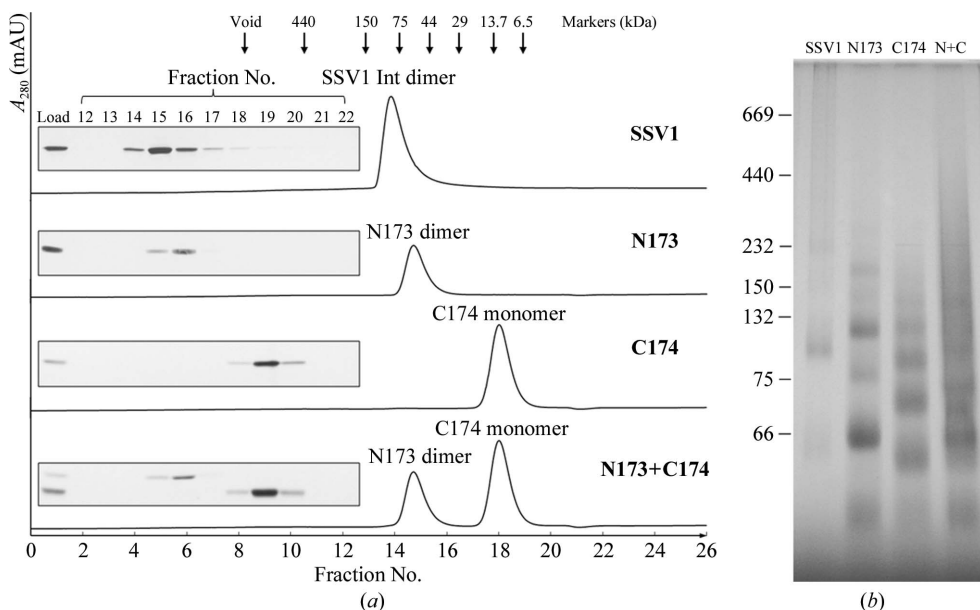 Void 440 150 75 44 29 13.7 6.5 Markers (kDa)
A280 (mAU)
Fraction No. SSV1 Int dimer
Load 12 13 14 15 16 17 18 19 20 21 22
SSV1
N173 dimer
N173
C174 monomer
C174
C174 monomer
N173 dimer
N173+C174
0 2 4 6 8 10 12 14 16 18 20 22 24 26
Fraction No.
(a)
SSV1 N173 C174 N+C
669
440
232
150
132
75
66
(b)